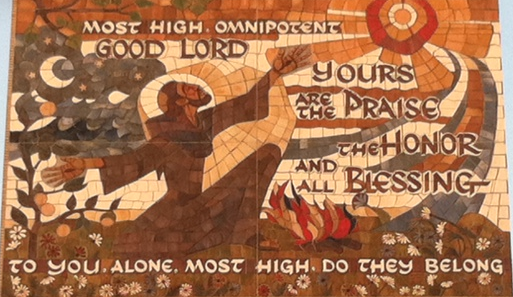 MOST HIGH. OMNIPOTENT
GOOD LORD
YOURS
ARE THE PRAISE
THE HONOR
AND ALL BLESSING
TO YOU. ALONE. MOST HIGH. DO THEY BELONG